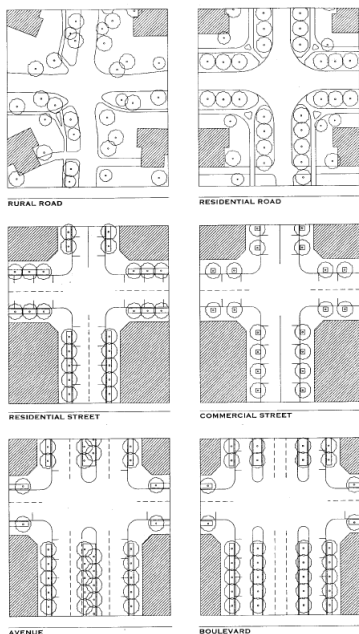 RURAL ROAD
RESIDENTIAL ROAD
RESIDENTIAL STREET
COMMERCIAL STREET
AVENUE
BOULEVARD